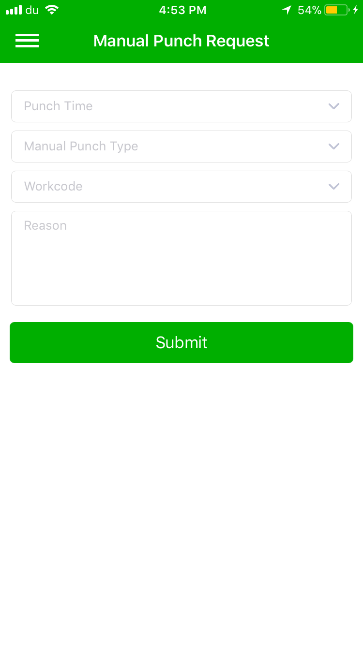 du 4:53 PM 54%
Manual Punch Request
Punch Time
Manual Punch Type
Workcode
Reason
Submit